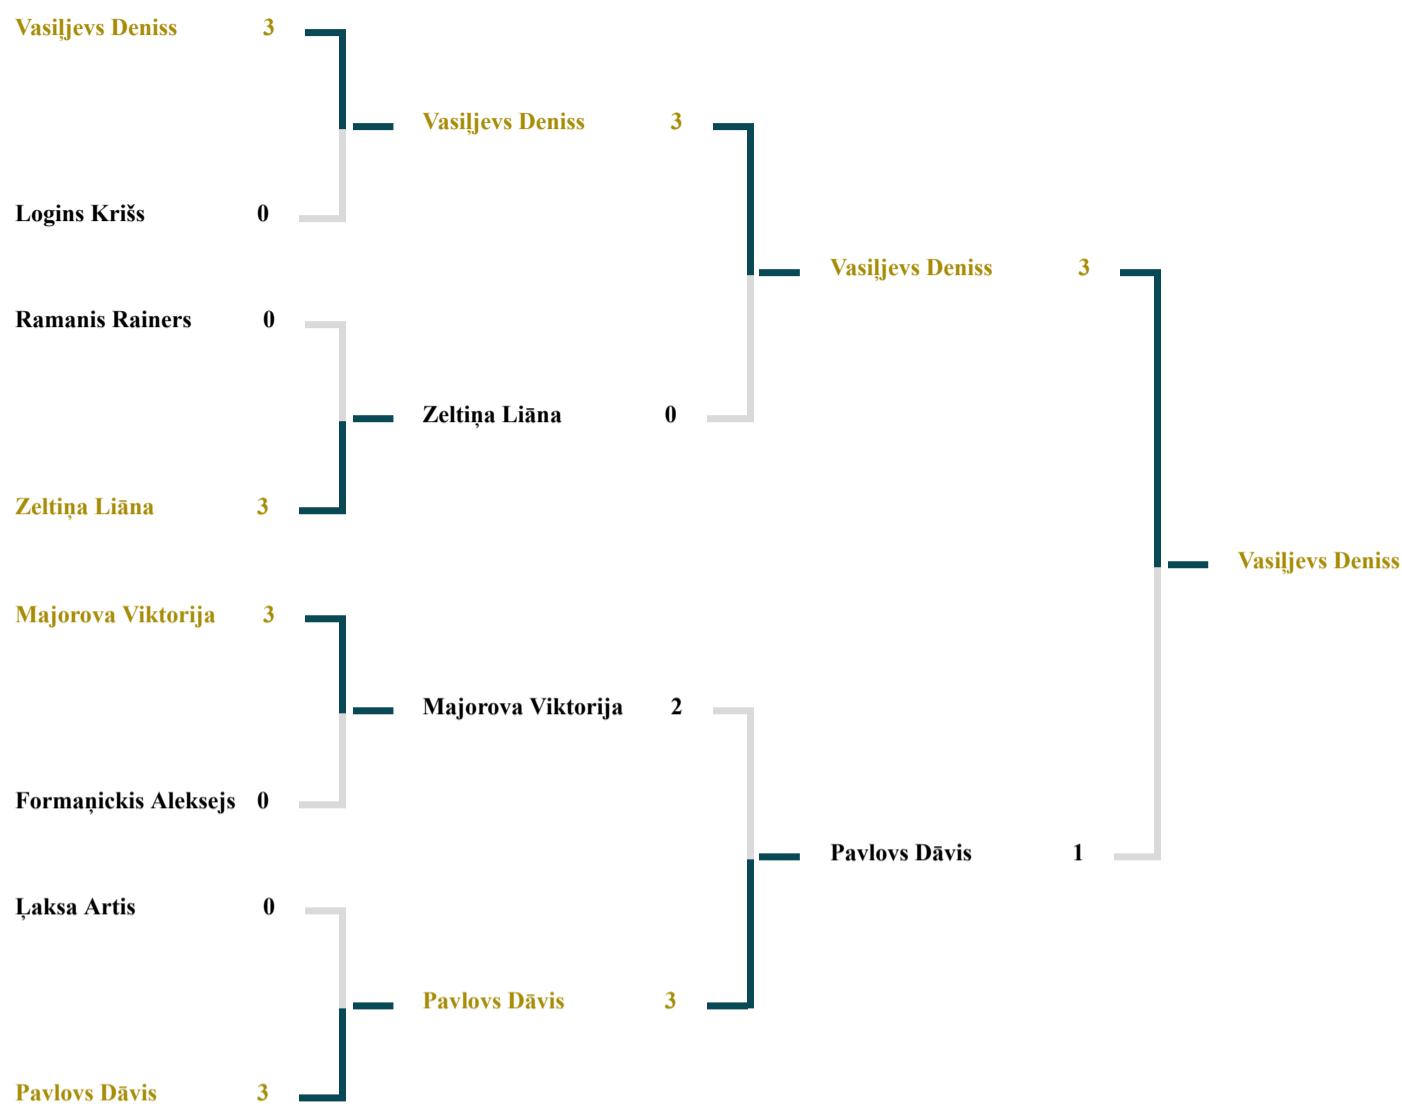 Vasiļjevs Deniss 3
Logins Krišs 0
Ramanis Rainers 0
Zeltiņa Liāna 3
Majorova Viktorija 3
Formaņickis Aleksejs 0
Ļaksa Artis 0
Pavlovs Dāvis 3
Vasiļjevs Deniss 3
Zeltiņa Liāna 0
Majorova Viktorija 2
Pavlovs Dāvis 3
Vasiļjevs Deniss 3
Pavlovs Dāvis 1
Vasiļjevs Deniss